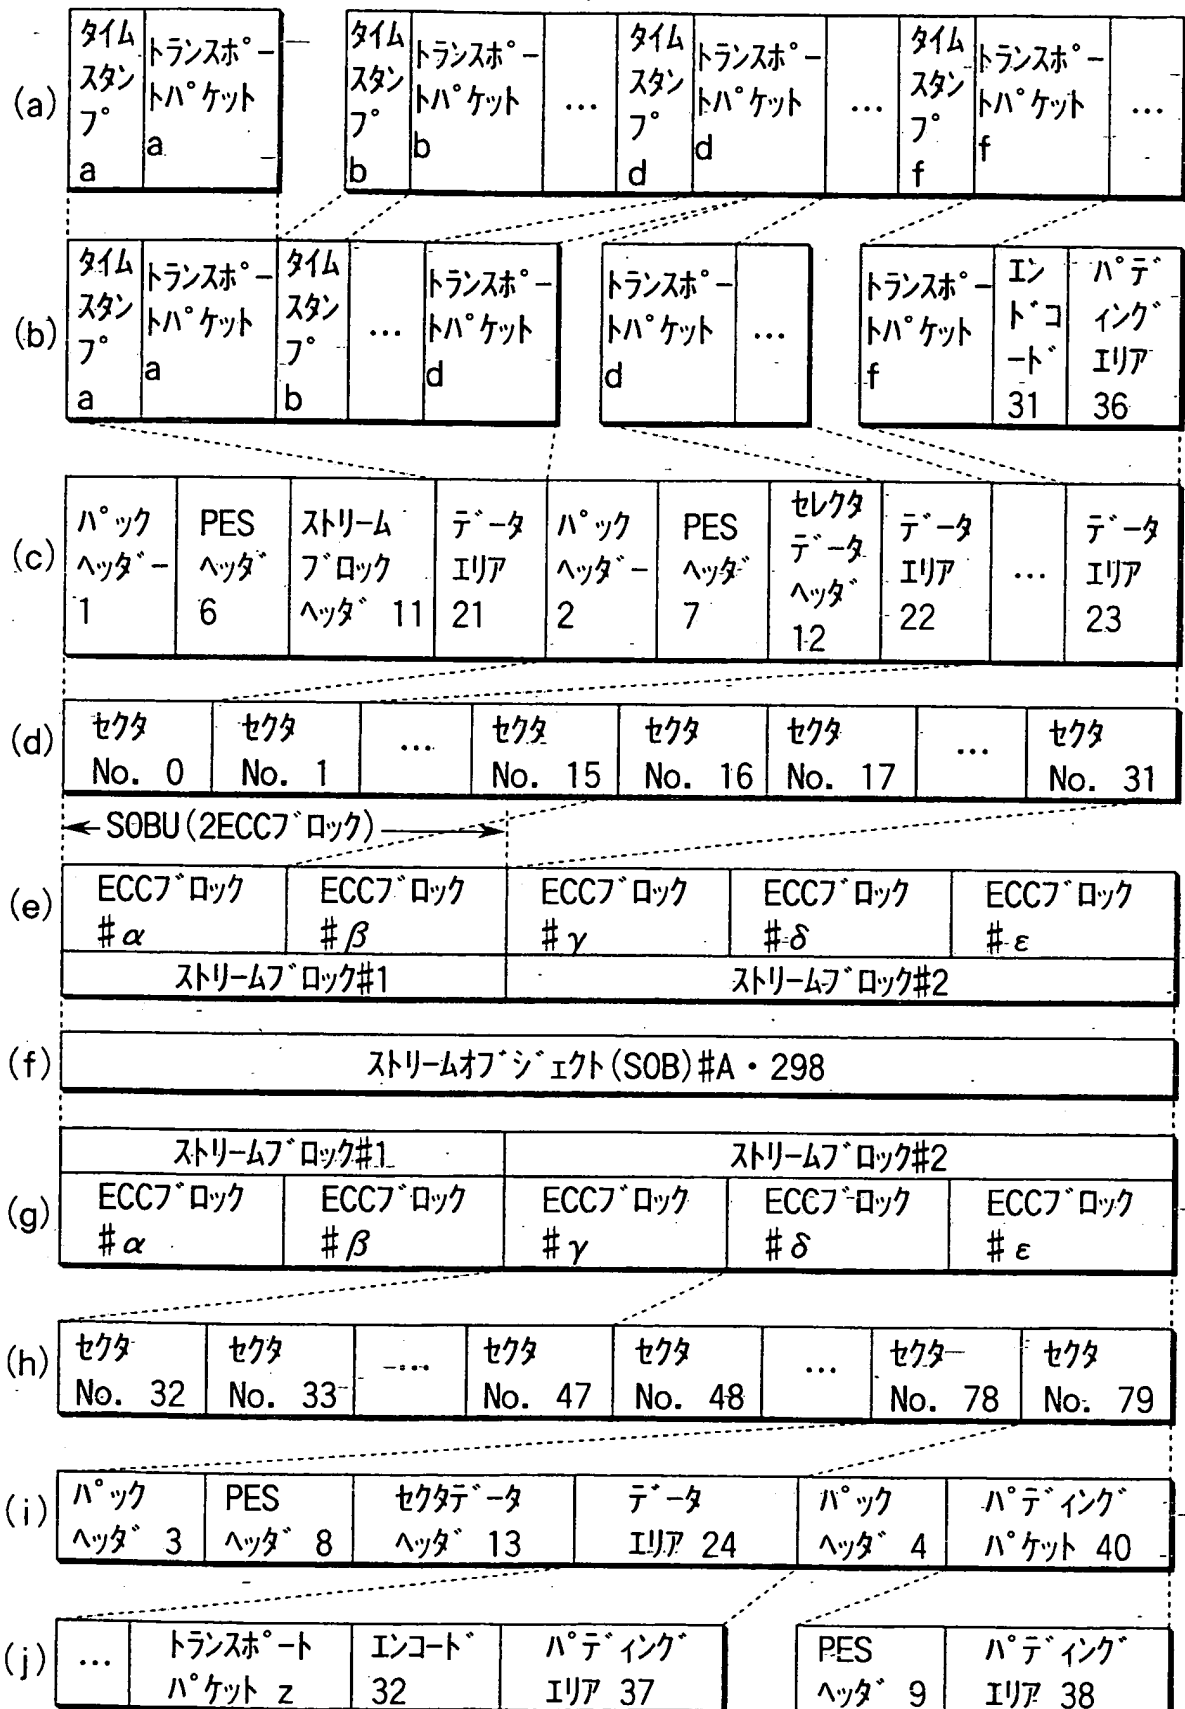 (a)
タイム
スタン
プ
a
トランスポー
トパケット
a
タイム
スタン
プ
b
トランスポー
トパケット
b
...
タイム
スタン
プ
d
トランスポー
トパケット
d
...
タイム
スタン
プ
f
トランスポー
トパケット
f
...
(b)
タイム
スタン
プ
a
トランスポー
トパケット
a
タイム
スタン
プ
b
...
トランスポー
トパケット
d
トランスポー
トパケット
d
...
トランスポー
トパケット
f
エン
ドコ
ード
31
パデ
ィング
エリア
36
(c)
パック
ヘッダー
1
PES
ヘッダ
6
ストリーム
ブロック
ヘッダ 11
データ
エリア
21
パック
ヘッダー
2
PES
ヘッダ
7
セレクタ
データ
ヘッダ
12
データ
エリア
22
...
データ
エリア
23
(d)
セクタ
No. 0
セクタ
No. 1
...
セクタ
No. 15
セクタ
No. 16
セクタ
No. 17
...
セクタ
No. 31
SOBU(2ECCブロック)
(e)
ECCブロック
#α
ECCブロック
#β
ECCブロック
#γ
ECCブロック
#δ
ECCブロック
#ε
ストリームブロック#1
ストリームブロック#2
(f)
ストリームオブジェクト(SOB)#A・298
ストリームブロック#1
ストリームブロック#2
(g)
ECCブロック
#α
ECCブロック
#β
ECCブロック
#γ
ECCブロック
#δ
ECCブロック
#ε
(h)
セクタ
No. 32
セクタ
No. 33
...
セクタ
No. 47
セクタ
No. 48
...
セクタ
No. 78
セクタ
No. 79
(i)
パック
ヘッダ 3
PES
ヘッダ 8
セクタデータ
ヘッダ 13
データ
エリア 24
パック
ヘッダ 4
パディング
パケット 40
(j)
...
トランスポート
パケット z
エンコード
32
パディング
エリア 37
PES
ヘッダ 9
パディング
エリア 38